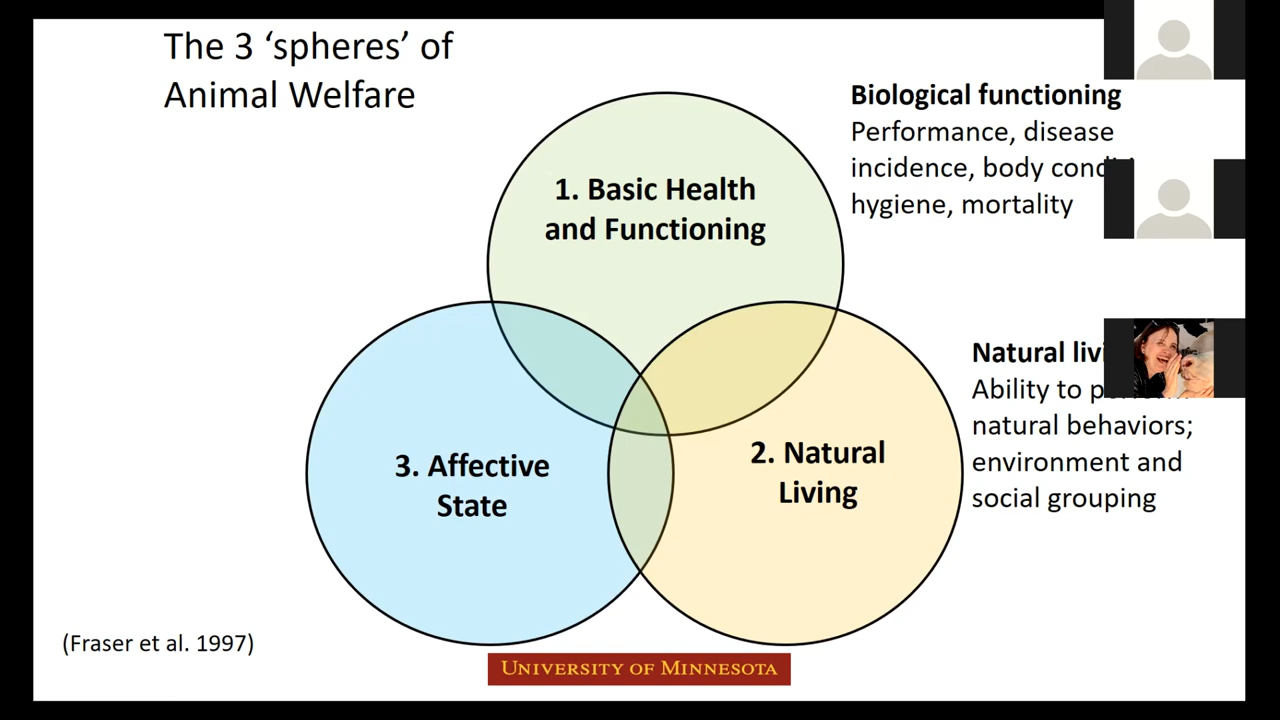 The 3 ‘spheres’ of
Animal Welfare
Biological functioning
Performance, disease
incidence, body
hygiene, mortality
1. Basic Health
and Functioning
Natural
Ability to
natural behaviors;
environment and
social grouping
3. Affective
State
2. Natural
Living
(Fraser et al. 1997)
UNIVERSITY OF MINNESOTA